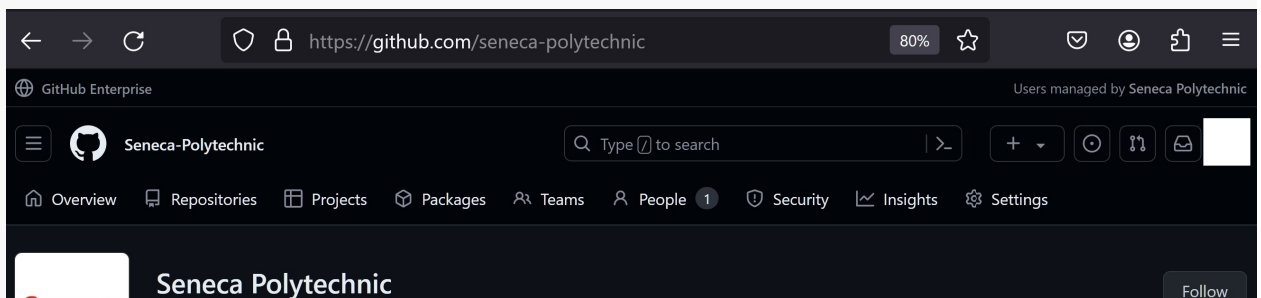 https://github.com/seneca-polytechnic 80%
GitHub Enterprise Users managed by Seneca Polytechnic
Seneca-Polytechnic Type / to search
Overview Repositories Projects Packages Teams People 1 Security Insights Settings
Seneca Polytechnic
Follow